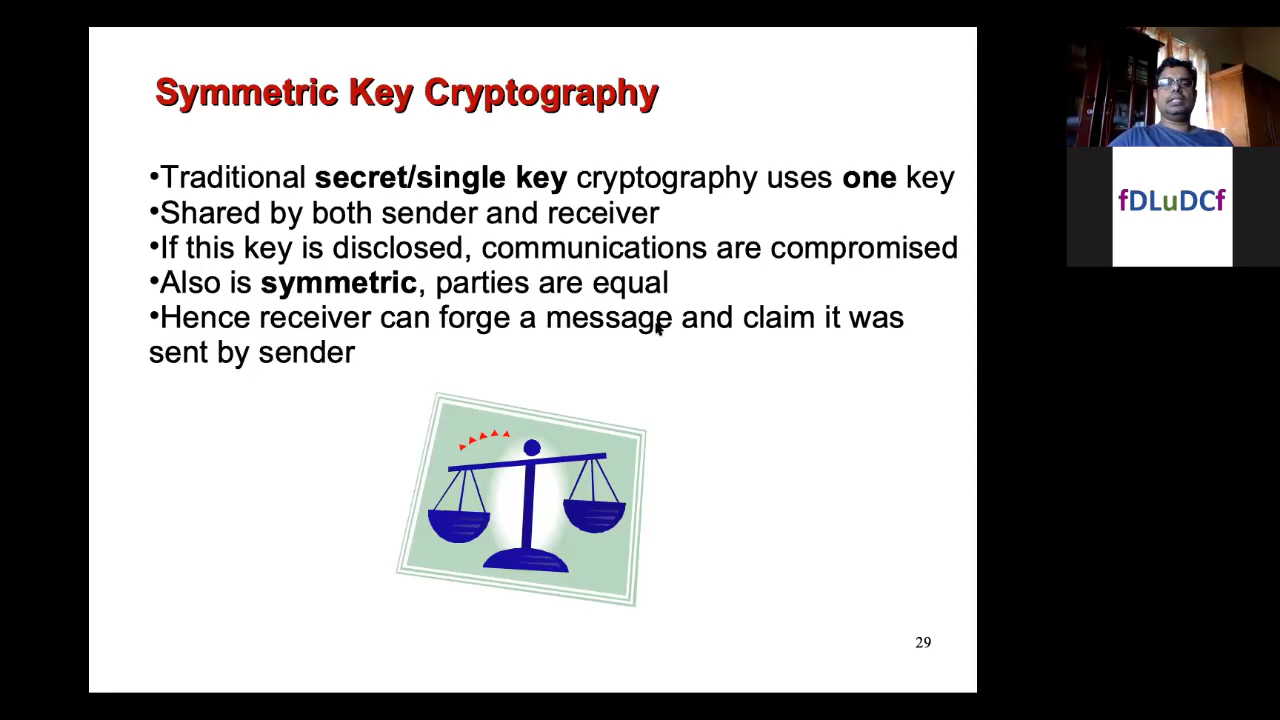 Symmetric Key Cryptography
•Traditional secret/single key cryptography uses one key
•Shared by both sender and receiver
•If this key is disclosed, communications are compromised
•Also is symmetric, parties are equal
•Hence receiver can forge a message and claim it was
sent by sender
29
fDLuDCf